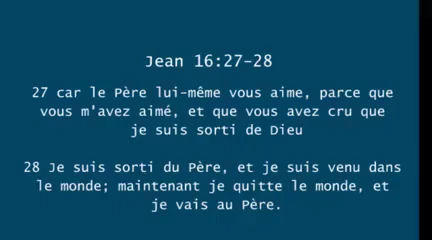 Jean 16:27-28
27 car le Père lui-même vous aime, parce que
vous m'avez aimé, et que vous avez cru que
je suis sorti de Dieu
28 Je suis sorti du Père, et je suis venu dans
le monde; maintenant je quitte le monde, et
je vais au Père.